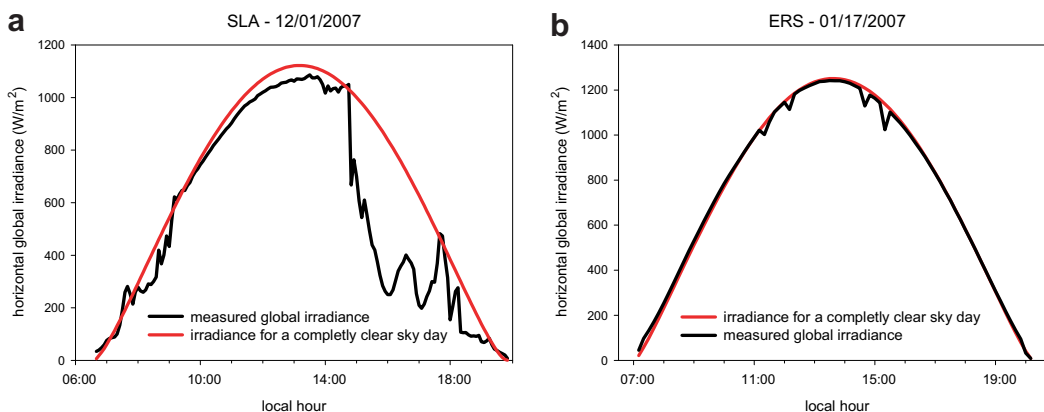 a
SLA - 12/01/2007
horizontal global irradiance (W/m²)
1200
1000
800
600
400
200
0
measured global irradiance
irradiance for a completly clear sky day
06:00 10:00 14:00 18:00
local hour
b
ERS - 01/17/2007
horizontal global irradiance (W/m²)
1400
1200
1000
800
600
400
200
0
irradiance for a completly clear sky day
measured global irradiance
07:00 11:00 15:00 19:00
local hour